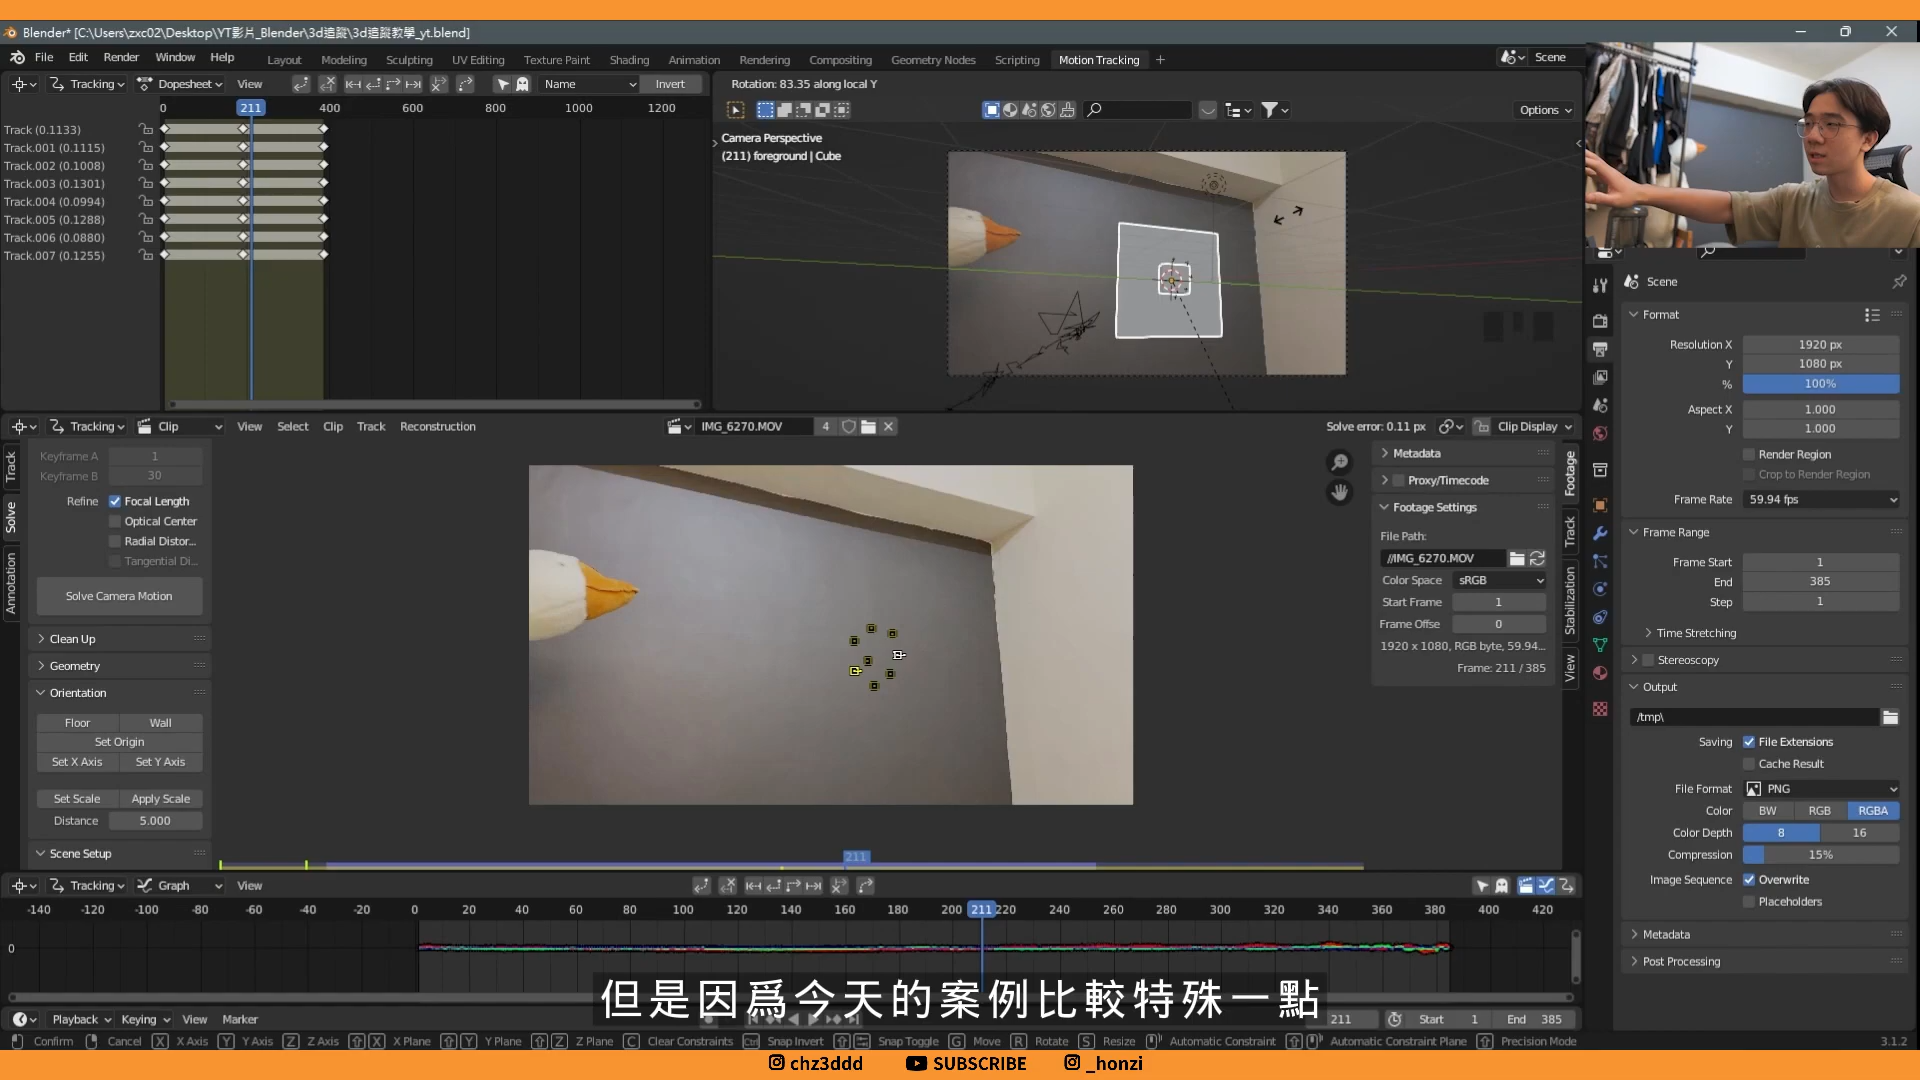 Blender* [C:\Users\zxc02\Desktop\YT影片_Blender\3d追蹤\3d追蹤教學_yt.blend]
File Edit Render Window Help
Layout Modeling Sculpting UV Editing Texture Paint Shading Animation Rendering Compositing Geometry Nodes Scripting Motion Tracking +
Scene
Tracking Dopesheet View Name Invert
0 211 400 600 800 1000 1200
Track (0.1133)
Track.001 (0.1115)
Track.002 (0.1008)
Track.003 (0.1301)
Track.004 (0.0994)
Track.005 (0.1288)
Track.006 (0.0880)
Track.007 (0.1255)
Rotation: 83.35 along local Y
Options
Camera Perspective
(211) foreground | Cube
Tracking Clip View Select Clip Track Reconstruction
IMG_6270.MOV 4
Solve error: 0.11 px
Clip Display
Track
Solve
Annotation
Keyframe A 1
Keyframe B 30
Refine Focal Length
Optical Center
Radial Distor...
Tangential Di...
Solve Camera Motion
Clean Up
Geometry
Orientation
Floor Wall
Set Origin
Set X Axis Set Y Axis
Set Scale Apply Scale
Distance 5.000
Scene Setup
211
Metadata
Proxy/Timecode
Footage Settings
File Path:
//IMG_6270.MOV
Color Space sRGB
Start Frame 1
Frame Offse 0
1920 x 1080, RGB byte, 59.94...
Frame: 211 / 385
Footage
Track
Stabilization
View
Scene
Format
Resolution X 1920 px
Y 1080 px
% 100%
Aspect X 1.000
Y 1.000
Render Region
Crop to Render Region
Frame Rate 59.94 fps
Frame Range
Frame Start 1
End 385
Step 1
Time Stretching
Stereoscopy
Output
/tmp\
Saving File Extensions
Cache Result
File Format PNG
Color BW RGB RGBA
Color Depth 8 16
Compression 15%
Image Sequence Overwrite
Placeholders
Metadata
Post Processing
Tracking Graph View
-140 -120 -100 -80 -60 -40 -20 0 20 40 60 80 100 120 140 160 180 200 211 220 240 260 280 300 320 340 360 380 400 420
0
但是因爲今天的案例比較特殊一點
Playback Keying View Marker
211 Start 1 End 385
Confirm Cancel X X Axis Y Y Axis Z Z Axis X X Plane Y Y Plane Z Z Plane C Clear Constraints Ctrl Snap Invert Snap Toggle G Move R Rotate S Resize Automatic Constraint Automatic Constraint Plane Precision Mode
3.1.2
chz3ddd SUBSCRIBE _honzi